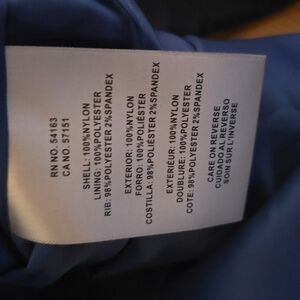 RN NO. 54163
CA NO. 57151
SHELL: 100%NYLON
LINING: 100%POLYESTER
RIB: 98%POLYESTER 2%SPANDEX
EXTERIOR: 100%NYLON
FORRO: 100%POLIÉSTER
COSTILLA: 98%POLIÉSTER 2%SPANDEX
EXTERIEUR: 100%NYLON
DOUBLURE: 100%POLYESTER
COTE: 98%POLYESTER 2%SPANDEX
CARE ON REVERSE
CUIDADO AL REVERSO
SOIN SUR L'INVERSE